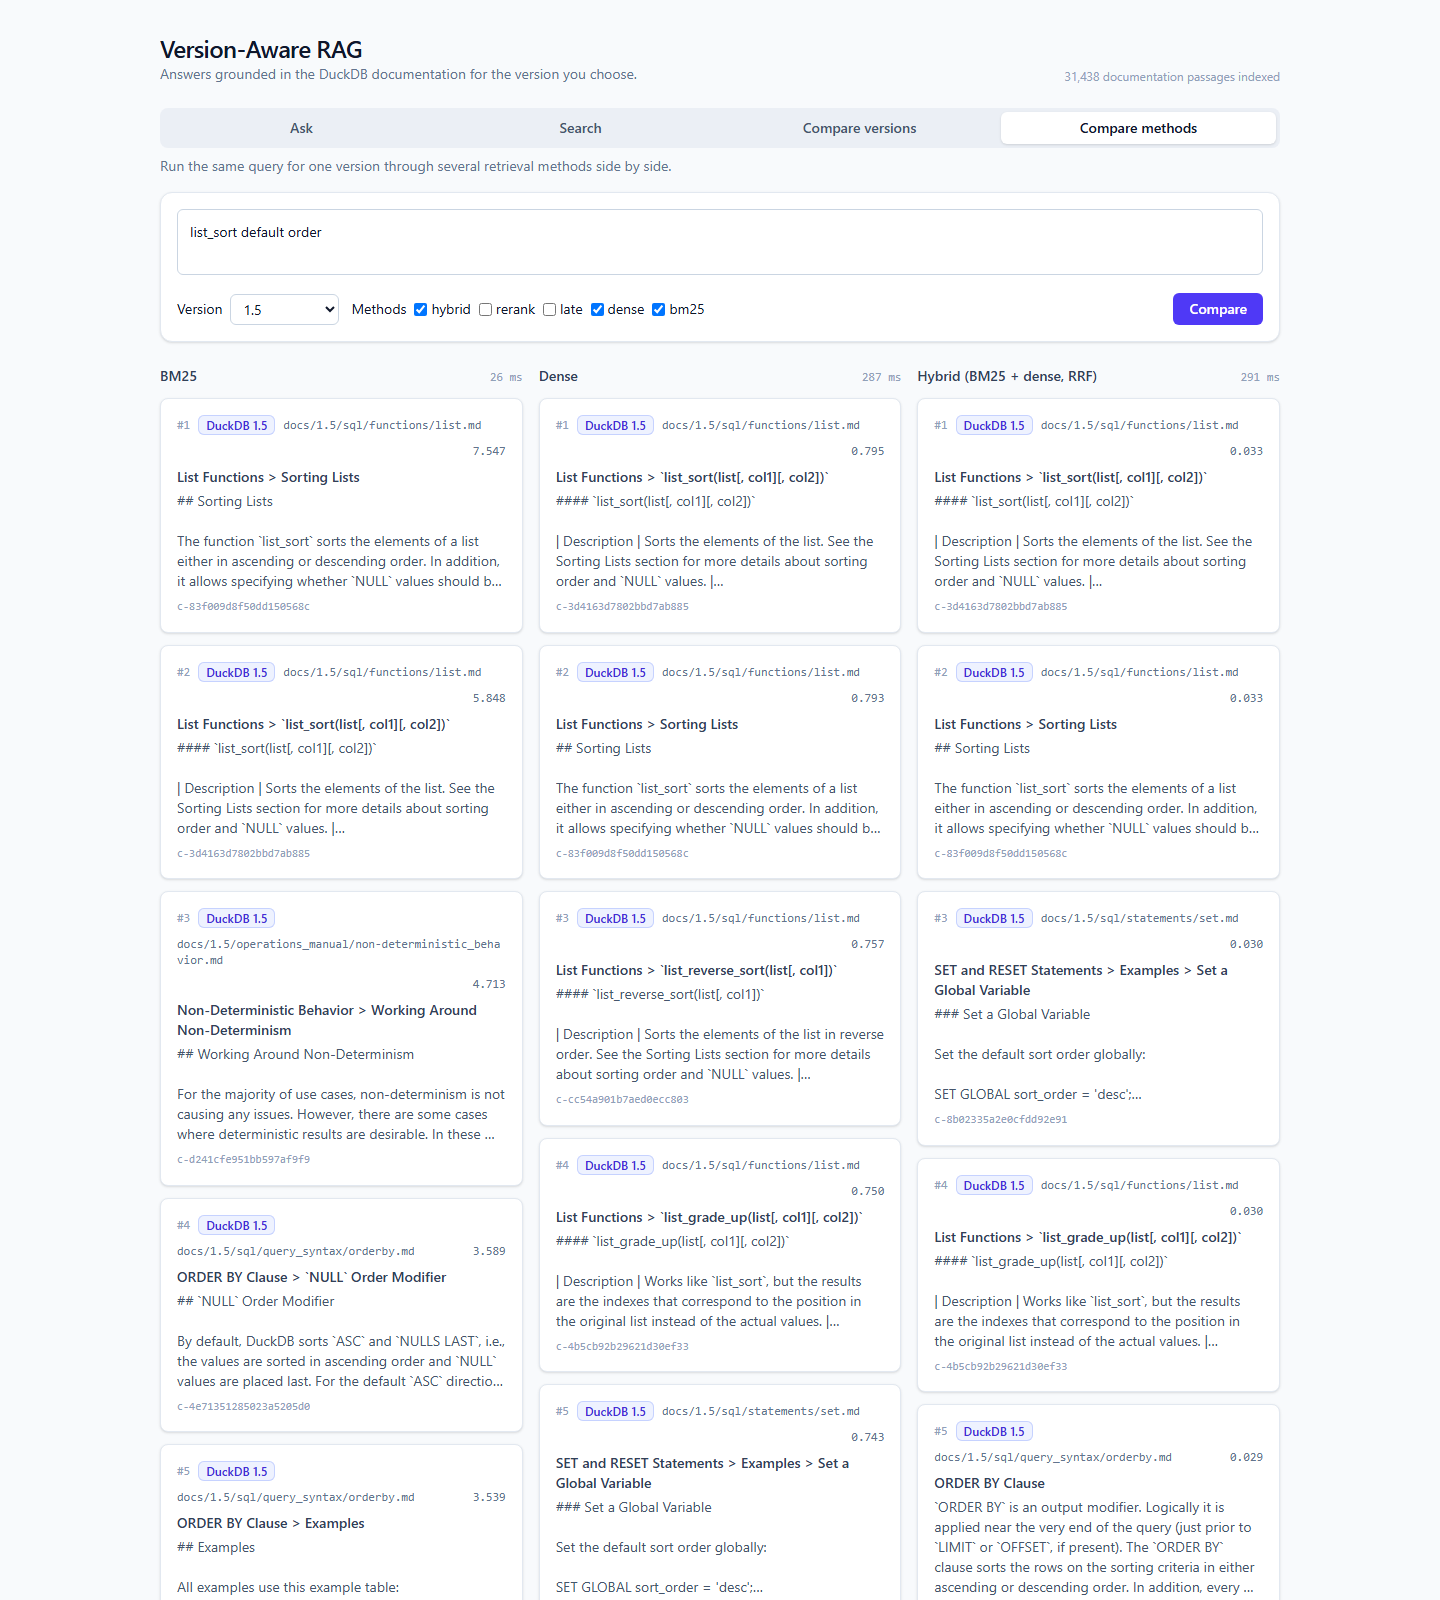 Version-Aware RAG
Answers grounded in the DuckDB documentation for the version you choose.
31,438 documentation passages indexed
Ask
Search
Compare versions
Compare methods
Run the same query for one version through several retrieval methods side by side.
list_sort default order
Version
1.5
Methods
hybrid
rerank
late
dense
bm25
Compare
BM25
26 ms
#1
DuckDB 1.5
docs/1.5/sql/functions/list.md
7.547
List Functions > Sorting Lists
## Sorting Lists
The function `list_sort` sorts the elements of a list
either in ascending or descending order. In addition,
it allows specifying whether `NULL` values should b...
c-83f009d8f50dd150568c
#2
DuckDB 1.5
docs/1.5/sql/functions/list.md
5.848
List Functions > `list_sort(list[, col1][, col2])`
#### `list_sort(list[, col1][, col2])`
| Description | Sorts the elements of the list. See the
Sorting Lists section for more details about sorting
order and `NULL` values. |...
c-3d4163d7802bbd7ab885
#3
DuckDB 1.5
docs/1.5/operations_manual/non-deterministic_beha
vior.md
4.713
Non-Deterministic Behavior > Working Around
Non-Determinism
## Working Around Non-Determinism
For the majority of use cases, non-determinism is not
causing any issues. However, there are some cases
where deterministic results are desirable. In these ...
c-d241cfe951bb597af9f9
#4
DuckDB 1.5
docs/1.5/sql/query_syntax/orderby.md
3.589
ORDER BY Clause > `NULL` Order Modifier
## `NULL` Order Modifier
By default, DuckDB sorts `ASC` and `NULLS LAST`, i.e.,
the values are sorted in ascending order and `NULL`
values are placed last. For the default `ASC` directio...
c-4e71351285023a5205d0
#5
DuckDB 1.5
docs/1.5/sql/query_syntax/orderby.md
3.539
ORDER BY Clause > Examples
## Examples
All examples use this example table:
Dense
287 ms
#1
DuckDB 1.5
docs/1.5/sql/functions/list.md
0.795
List Functions > `list_sort(list[, col1][, col2])`
#### `list_sort(list[, col1][, col2])`
| Description | Sorts the elements of the list. See the
Sorting Lists section for more details about sorting
order and `NULL` values. |...
c-3d4163d7802bbd7ab885
#2
DuckDB 1.5
docs/1.5/sql/functions/list.md
0.793
List Functions > Sorting Lists
## Sorting Lists
The function `list_sort` sorts the elements of a list
either in ascending or descending order. In addition,
it allows specifying whether `NULL` values should b...
c-83f009d8f50dd150568c
#3
DuckDB 1.5
docs/1.5/sql/functions/list.md
0.757
List Functions > `list_reverse_sort(list[, col1])`
#### `list_reverse_sort(list[, col1])`
| Description | Sorts the elements of the list in reverse
order. See the Sorting Lists section for more details
about sorting order and `NULL` values. |...
c-cc54a901b7aed0ecc803
#4
DuckDB 1.5
docs/1.5/sql/functions/list.md
0.750
List Functions > `list_grade_up(list[, col1][, col2])`
#### `list_grade_up(list[, col1][, col2])`
| Description | Works like `list_sort`, but the results
are the indexes that correspond to the position in
the original list instead of the actual values. |...
c-4b5cb92b29621d30ef33
#5
DuckDB 1.5
docs/1.5/sql/statements/set.md
0.743
SET and RESET Statements > Examples > Set a
Global Variable
### Set a Global Variable
Set the default sort order globally:
SET GLOBAL sort_order = 'desc';...
Hybrid (BM25 + dense, RRF)
291 ms
#1
DuckDB 1.5
docs/1.5/sql/functions/list.md
0.033
List Functions > `list_sort(list[, col1][, col2])`
#### `list_sort(list[, col1][, col2])`
| Description | Sorts the elements of the list. See the
Sorting Lists section for more details about sorting
order and `NULL` values. |...
c-3d4163d7802bbd7ab885
#2
DuckDB 1.5
docs/1.5/sql/functions/list.md
0.033
List Functions > Sorting Lists
## Sorting Lists
The function `list_sort` sorts the elements of a list
either in ascending or descending order. In addition,
it allows specifying whether `NULL` values should b...
c-83f009d8f50dd150568c
#3
DuckDB 1.5
docs/1.5/sql/statements/set.md
0.030
SET and RESET Statements > Examples > Set a
Global Variable
### Set a Global Variable
Set the default sort order globally:
SET GLOBAL sort_order = 'desc';...
c-8b02335a2e0cfdd92e91
#4
DuckDB 1.5
docs/1.5/sql/functions/list.md
0.030
List Functions > `list_grade_up(list[, col1][, col2])`
#### `list_grade_up(list[, col1][, col2])`
| Description | Works like `list_sort`, but the results
are the indexes that correspond to the position in
the original list instead of the actual values. |...
c-4b5cb92b29621d30ef33
#5
DuckDB 1.5
docs/1.5/sql/query_syntax/orderby.md
0.029
ORDER BY Clause
`ORDER BY` is an output modifier. Logically it is
applied near the very end of the query (just prior to
`LIMIT` or `OFFSET`, if present). The `ORDER BY`
clause sorts the rows on the sorting criteria in either
ascending or descending order. In addition, every ...